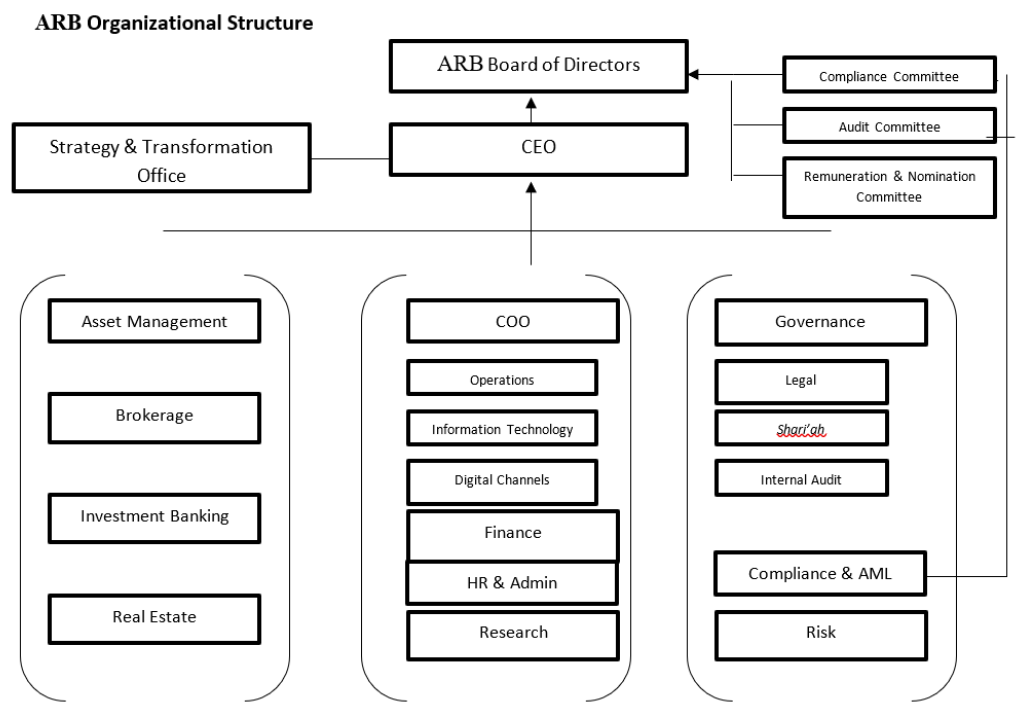 ARB Organizational Structure
ARB Board of Directors
Compliance Committee
Audit Committee
Remuneration & Nomination
Committee
Strategy & Transformation
Office
CEO
Asset Management
Brokerage
Investment Banking
Real Estate
COO
Operations
Information Technology
Digital Channels
Finance
HR & Admin
Research
Governance
Legal
Shari’ah
Internal Audit
Compliance & AML
Risk